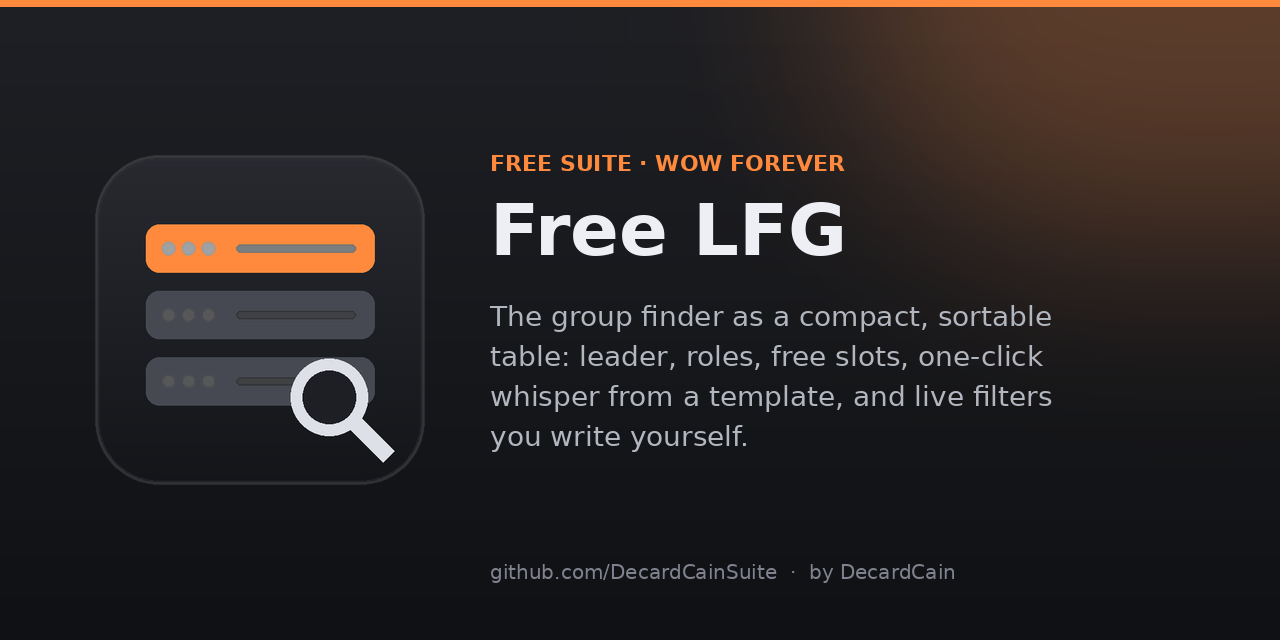 FREE SUITE · WOW FOREVER
Free LFG
The group finder as a compact, sortable
table: leader, roles, free slots, one-click
whisper from a template, and live filters
you write yourself.
github.com/DecardCainSuite · by DecardCain